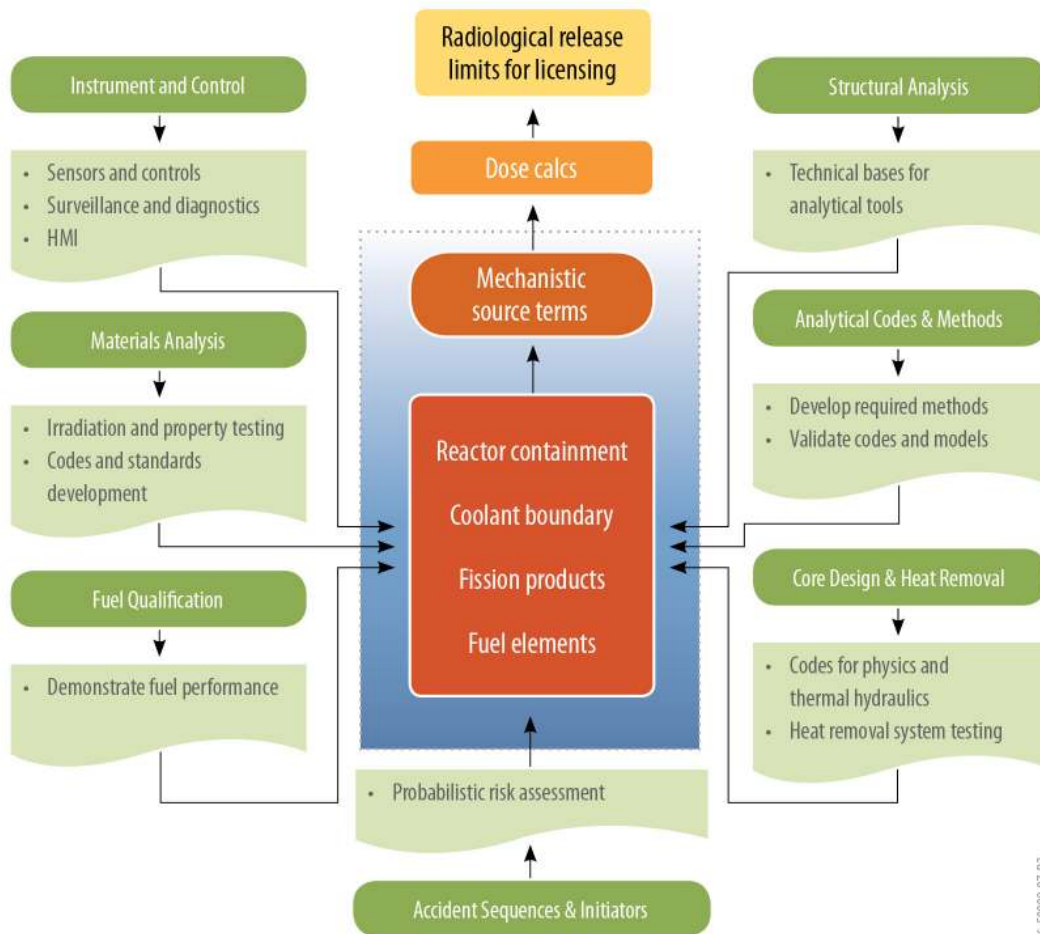 Radiological release
limits for licensing
Dose calcs
Mechanistic
source terms
Reactor containment
Coolant boundary
Fission products
Fuel elements
Instrument and Control
• Sensors and controls
• Surveillance and diagnostics
• HMI
Materials Analysis
• Irradiation and property testing
• Codes and standards
development
Fuel Qualification
• Demonstrate fuel performance
Structural Analysis
• Technical bases for
analytical tools
Analytical Codes & Methods
• Develop required methods
• Validate codes and models
Core Design & Heat Removal
• Codes for physics and
thermal hydraulics
• Heat removal system testing
• Probabilistic risk assessment
Accident Sequences & Initiators